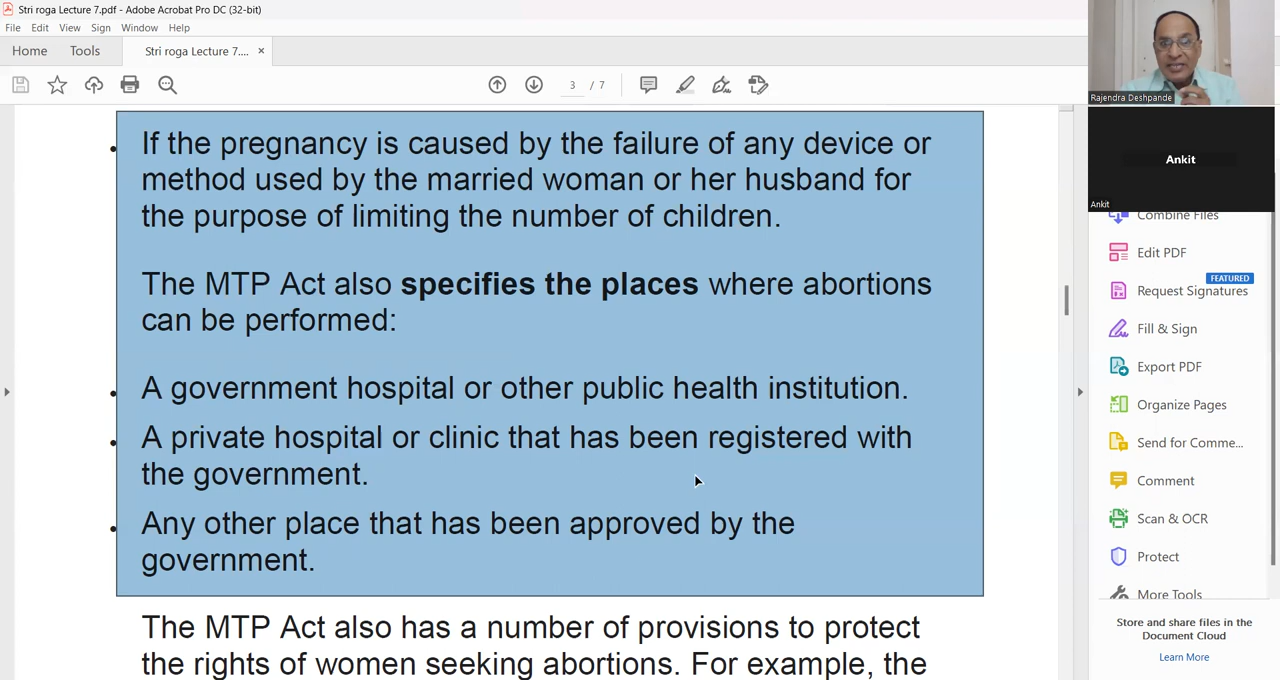 Stri roga Lecture 7.pdf - Adobe Acrobat Pro DC (32-bit)
File Edit View Sign Window Help
Home Tools Stri roga Lecture 7.... ×
3 / 7
Rajendra Deshpande
Ankit
Ankit
• If the pregnancy is caused by the failure of any device or
method used by the married woman or her husband for
the purpose of limiting the number of children.
The MTP Act also specifies the places where abortions
can be performed:
• A government hospital or other public health institution.
• A private hospital or clinic that has been registered with
the government.
• Any other place that has been approved by the
government.
The MTP Act also has a number of provisions to protect
the rights of women seeking abortions. For example, the
Combine Files
Edit PDF
FEATURED
Request Signatures
Fill & Sign
Export PDF
Organize Pages
Send for Comme...
Comment
Scan & OCR
Protect
More Tools
Store and share files in the
Document Cloud
Learn More